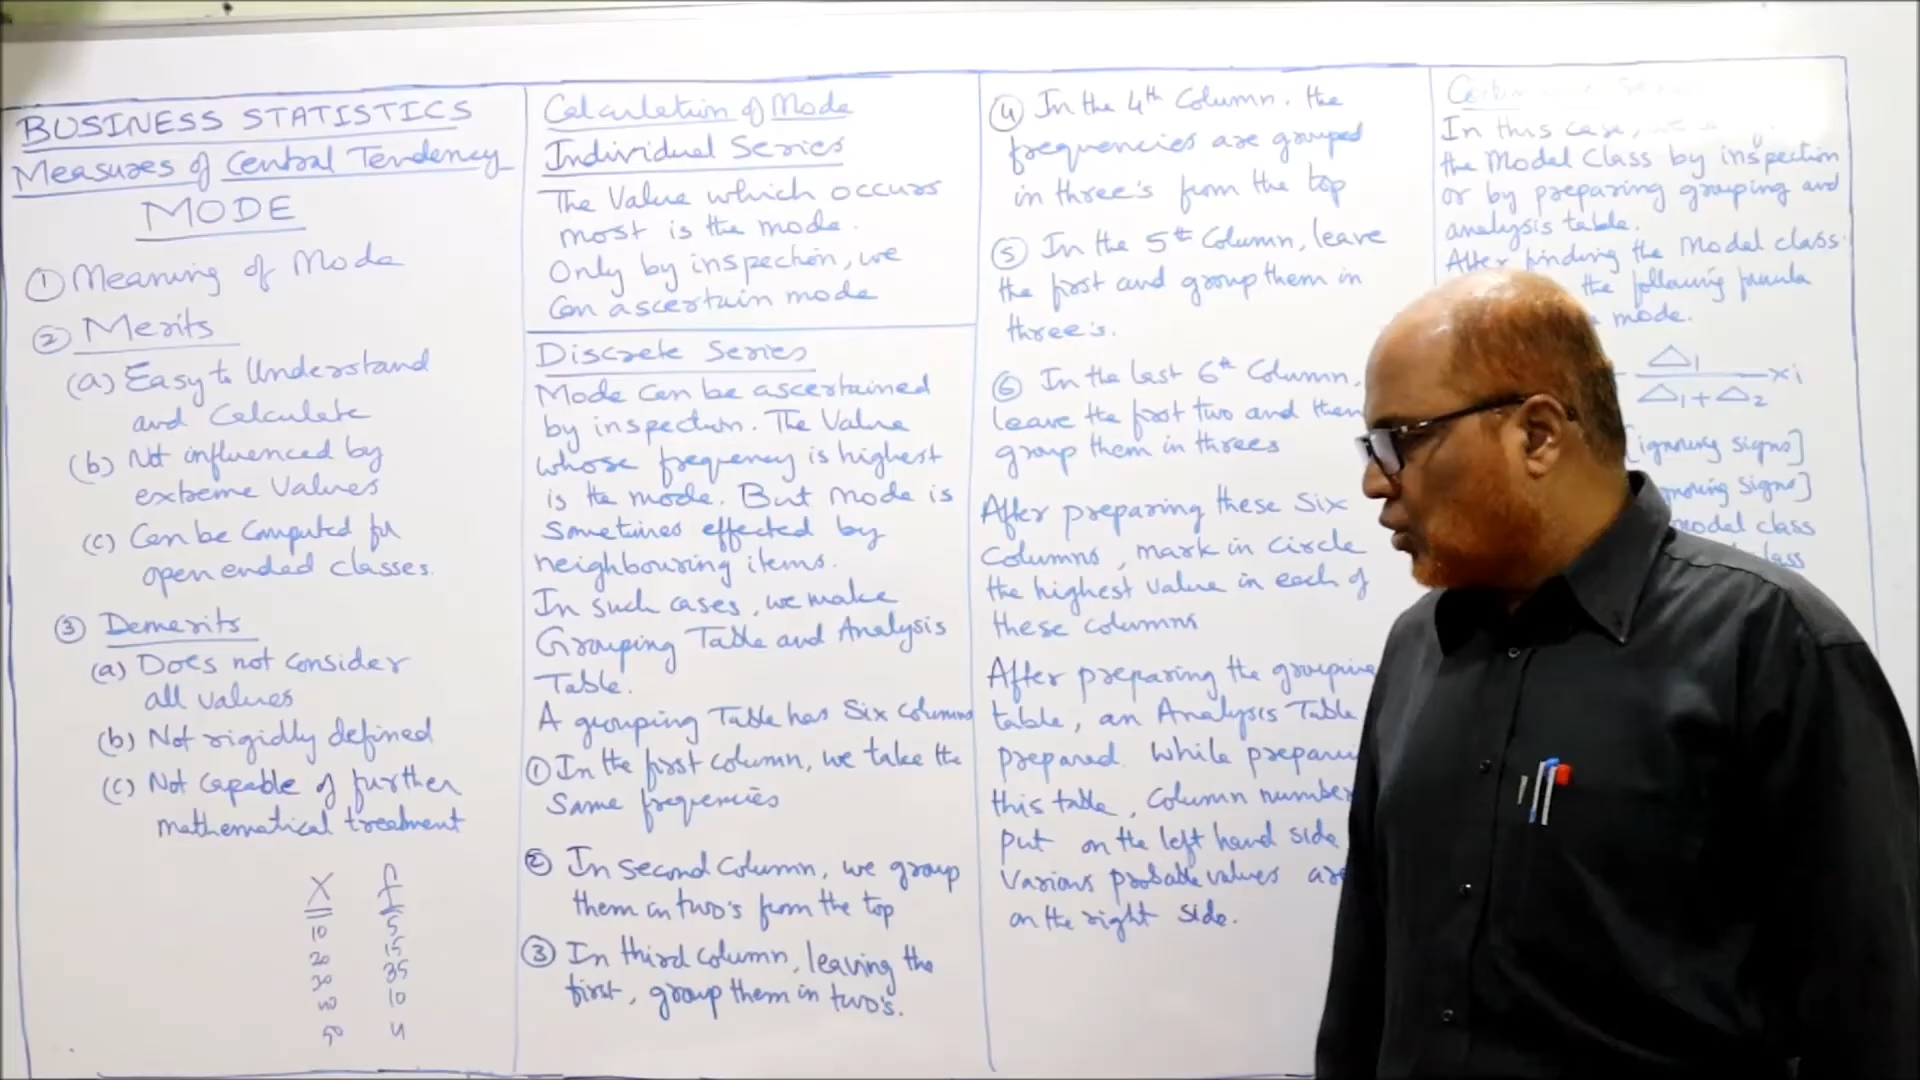 BUSINESS STATISTICS
Measures of Central Tendency
MODE
① Meaning of Mode
② Merits
(a) Easy to Understand
and Calculate
(b) Not influenced by
extreme Values
(c) Can be Computed for
open ended classes.
③ Demerits
(a) Does not consider
all values
(b) Not rigidly defined
(c) Not Capable of further
mathematical treatment
X f
10 5
20 15
30 35
40 10
50 4
Calculation of Mode
Individual Series
The Value which occurs
most is the mode.
Only by inspection, we
Can ascertain mode
Discrete Series
Mode Can be ascertained
by inspection. The Value
whose frequency is highest
is the mode. But mode is
Sometimes effected by
neighbouring items.
In such cases, we make
Grouping Table and Analysis
Table.
A grouping Table has Six Columns
① In the first column, we take the
Same frequencies
② In Second Column, we group
them in two's from the top
③ In third Column, leaving the
first, group them in two's.
④ In the 4th Column, the
frequencies are grouped
in three's from the top
⑤ In the 5th Column, leave
the first and group them in
three's.
⑥ In the last 6th Column,
leave the first two and then
group them in threes
After preparing these Six
Columns, mark in Circle
the highest value in each of
these columns
After preparing the grouping
table, an Analysis Table
prepared. While
this table, Column number
put on the left hand side
Various probable values are
on the right side.
In this case,
the Modal Class by inspection
or by preparing grouping and
analysis table.
After finding the Modal class
the following formula
mode.
△1
△1 + △2 × i
[ignoring signs]
signs]
modal class
class